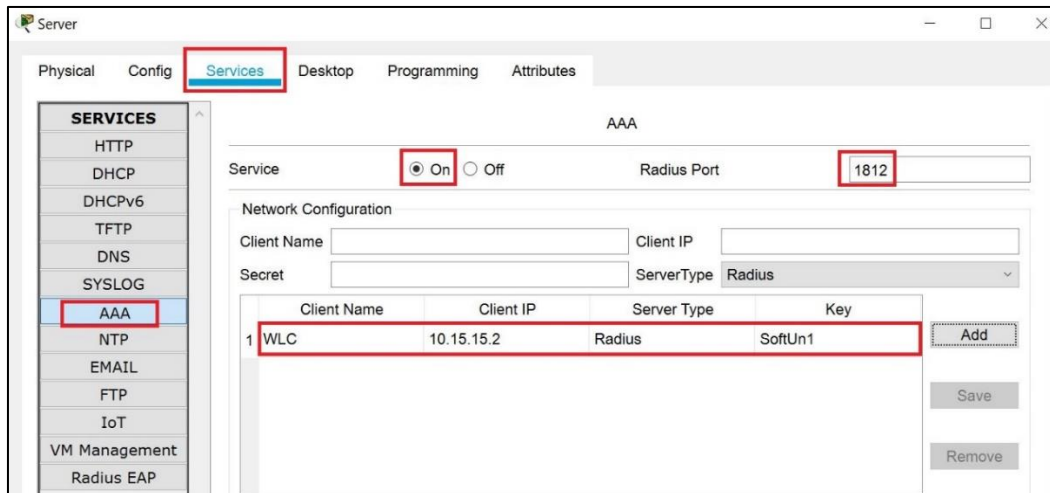 Server
Physical Config Services Desktop Programming Attributes
SERVICES
HTTP
DHCP
DHCPv6
TFTP
DNS
SYSLOG
AAA
NTP
EMAIL
FTP
IoT
VM Management
Radius EAP
AAA
Service On Off Radius Port 1812
Network Configuration
Client Name Client IP
Secret ServerType Radius
Client Name Client IP Server Type Key
1 WLC 10.15.15.2 Radius SoftUn1
Add
Save
Remove